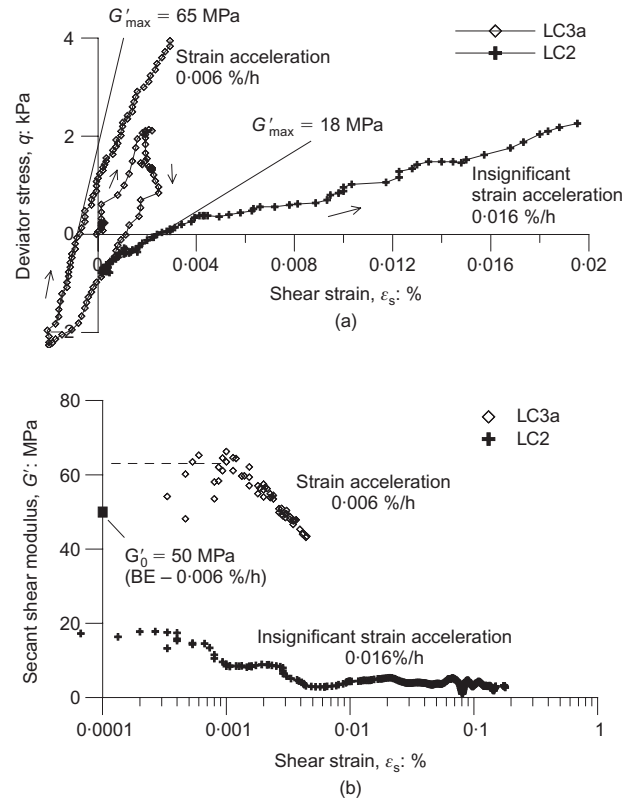 G′max = 65 MPa
4
Strain acceleration
0·006 %/h
LC3a
LC2
2
G′max = 18 MPa
Insignificant
strain acceleration
0·016 %/h
Deviator stress, q: kPa
0
0
0·004
0·008
0·012
0·016
0·02
Shear strain, εs: %
−2
(a)
80
LC3a
LC2
60
Strain acceleration
0·006 %/h
40
G′0 = 50 MPa
(BE – 0·006 %/h)
Secant shear modulus, G′: MPa
20
Insignificant strain acceleration
0·016%/h
0
0·0001
0·001
0·01
0·1
1
Shear strain, εs: %
(b)